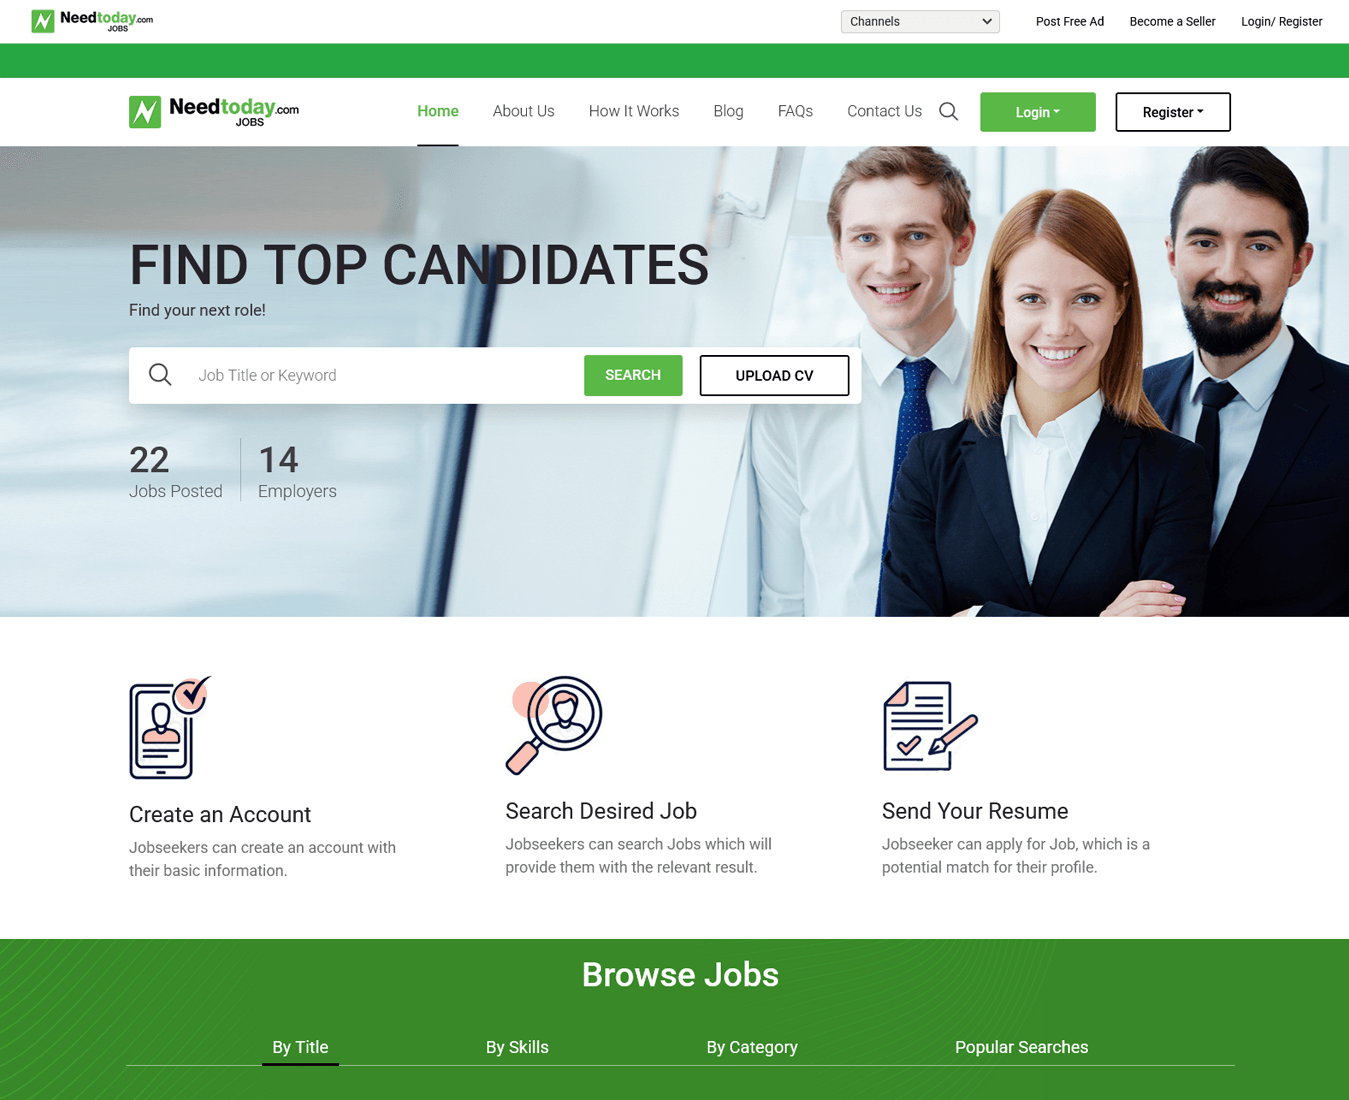 Needtoday.com
JOBS
Channels
Post Free Ad
Become a Seller
Login/ Register
Needtoday.com
JOBS
Home
About Us
How It Works
Blog
FAQs
Contact Us
Login
Register
FIND TOP CANDIDATES
Find your next role!
Job Title or Keyword
SEARCH
UPLOAD CV
22
Jobs Posted
14
Employers
Create an Account
Jobseekers can create an account with
their basic information.
Search Desired Job
Jobseekers can search Jobs which will
provide them with the relevant result.
Send Your Resume
Jobseeker can apply for Job, which is a
potential match for their profile.
Browse Jobs
By Title
By Skills
By Category
Popular Searches